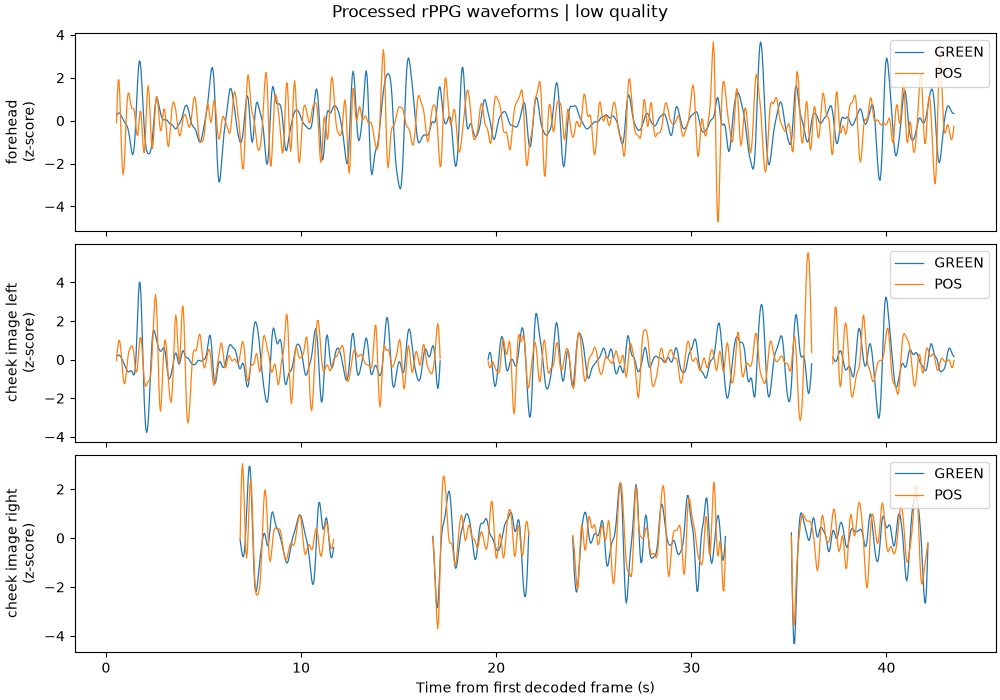 Processed rPPG waveforms | low quality
forehead
(z-score)
4
2
0
−2
−4
GREEN
POS
cheek image left
(z-score)
4
2
0
−2
−4
GREEN
POS
cheek image right
(z-score)
2
0
−2
−4
GREEN
POS
0
10
20
30
40
Time from first decoded frame (s)